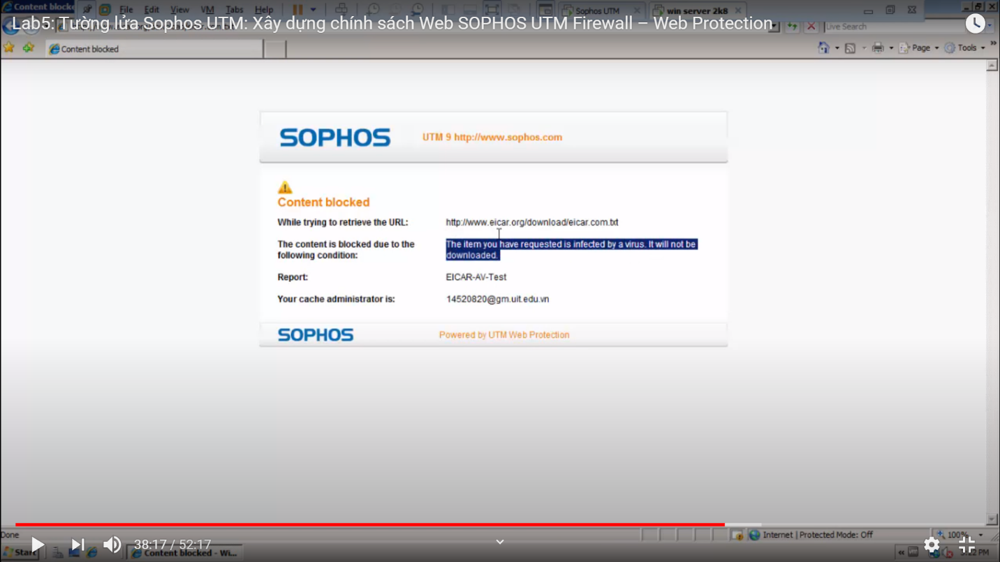 Content blocke
File Edit View VM Tabs Help
Sophos UTM
win server 2k8
Lab5: Tường lửa Sophos UTM: Xây dựng chính sách Web SOPHOS UTM Firewall – Web Protection
Live Search
Content blocked
Page
Tools
SOPHOS
UTM 9 http://www.sophos.com
Content blocked
While trying to retrieve the URL: http://www.eicar.org/download/eicar.com.txt
The content is blocked due to the following condition: The item you have requested is infected by a virus. It will not be
downloaded.
Report: EICAR-AV-Test
Your cache administrator is: 14520820@gm.uit.edu.vn
SOPHOS
Powered by UTM Web Protection
Done
Internet | Protected Mode: Off
100%
38:17 / 52:17
Start
Content blocked - Wi...
PM